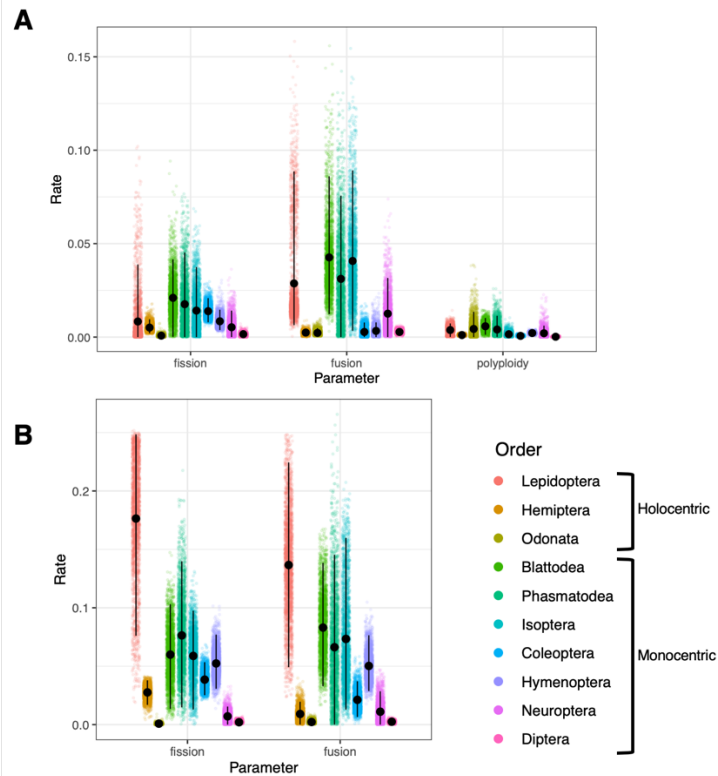 A
0.15
0.10
0.05
0.00
Rate
fission fusion polyploidy
Parameter
B
0.2
0.1
0.0
Rate
fission fusion
Parameter
Order
Lepidoptera
Hemiptera
Odonata
Holocentric
Blattodea
Phasmatodea
Isoptera
Coleoptera
Hymenoptera
Neuroptera
Diptera
Monocentric